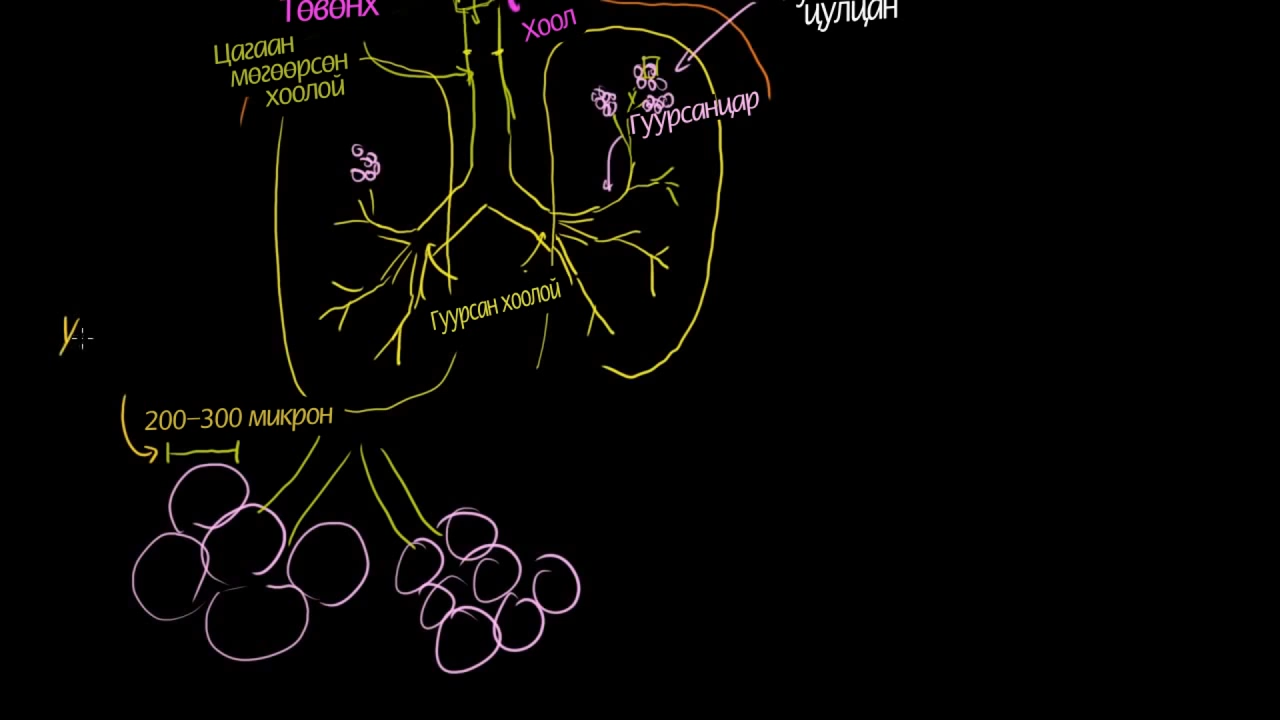 Төвөнх
Хоол
цулцан
Цагаан
мөгөөрсөн
хоолой
Гуурсанцар
Гуурсан хоолой
200–300 микрон